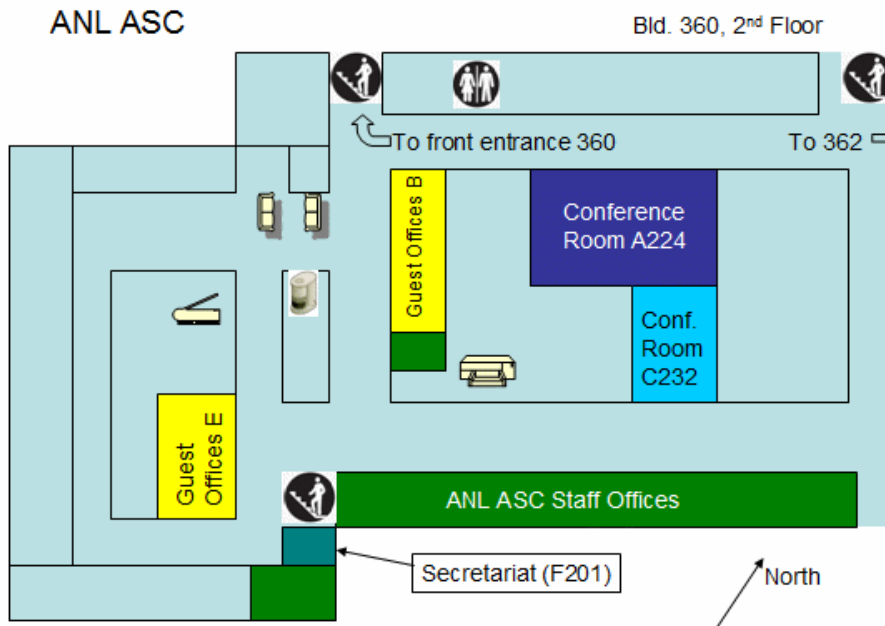 ANL ASC
Bld. 360, 2nd Floor
To front entrance 360
To 362
Guest Offices B
Conference
Room A224
Conf.
Room
C232
Guest
Offices E
ANL ASC Staff Offices
Secretariat (F201)
North